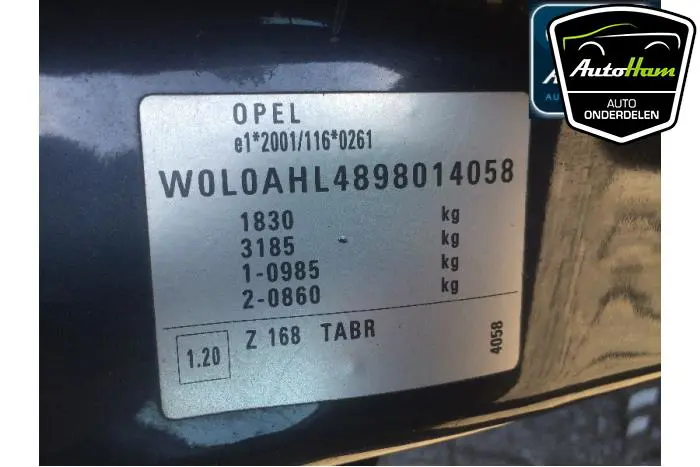 OPEL
e1*2001/116*0261
W0L0AHL4898014058
1830 kg
3185 kg
1-0985 kg
2-0860 kg
1.20
Z 168 TABR
4058
AutoHam
AUTO
ONDERDELEN